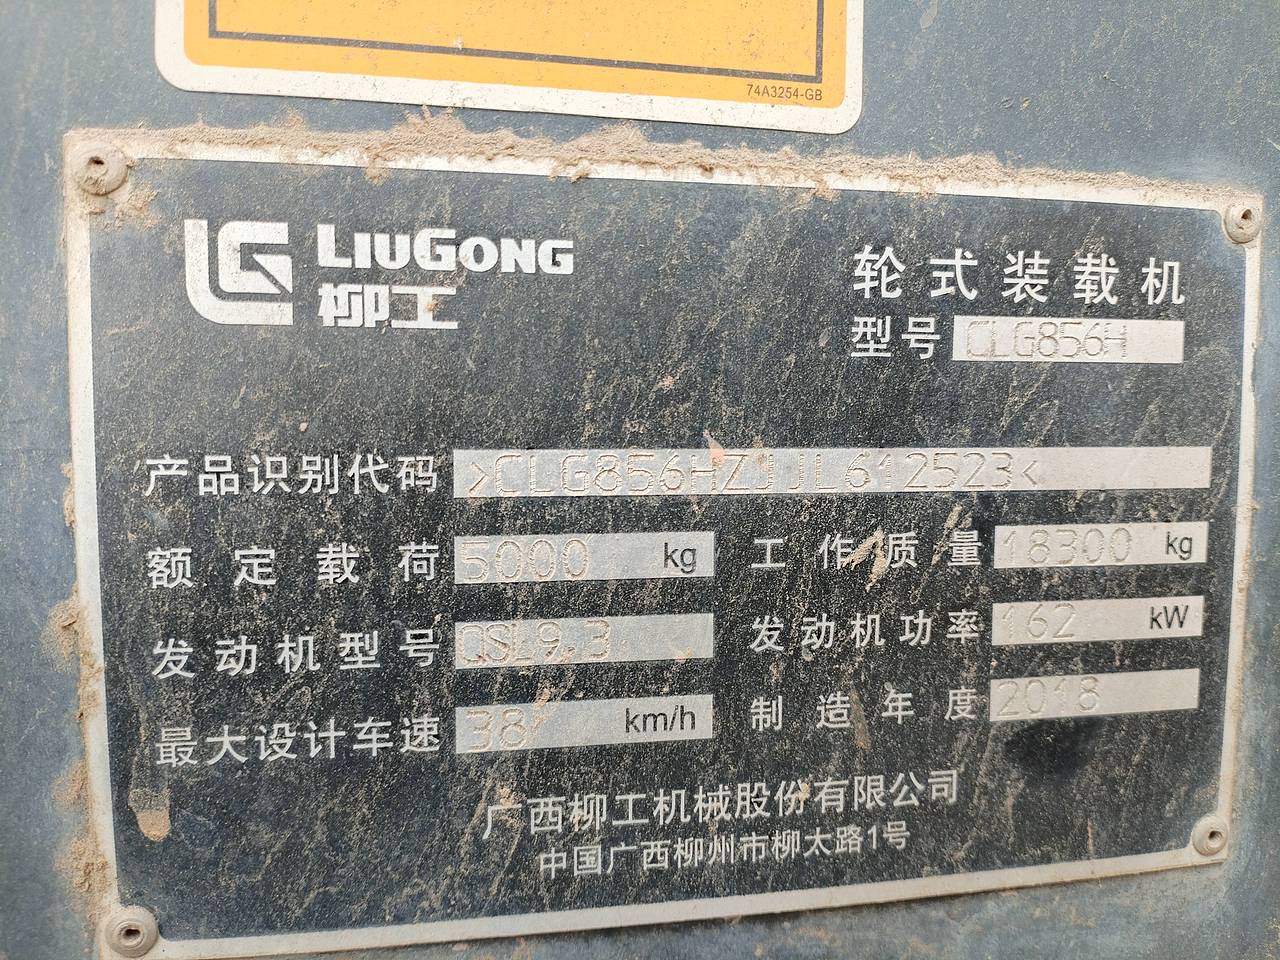 74A3254-GB
LIUGONG
柳工
轮式装载机
型号 CLG856H
产品识别代码 >CLG856HZJJL612523<
额定载荷 5000 kg 工作质量 18300 kg
发动机型号 QSL9.3 发动机功率 162 kW
最大设计车速 38 km/h 制造年度 2018
广西柳工机械股份有限公司
中国广西柳州市柳太路1号